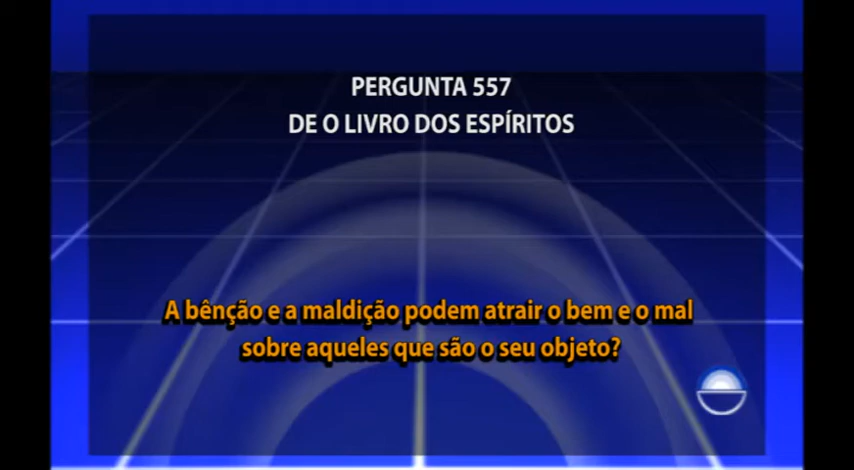 PERGUNTA 557
DE O LIVRO DOS ESPÍRITOS
A bênção e a maldição podem atrair o bem e o mal
sobre aqueles que são o seu objeto?